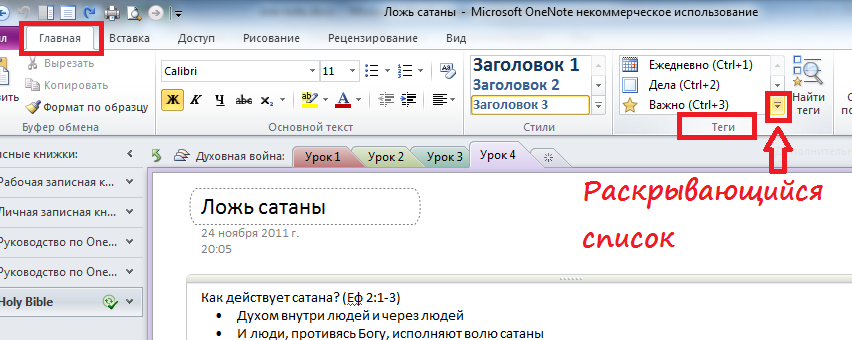 Ложь сатаны - Microsoft OneNote некоммерческое использование
Главная Вставка Доступ Рисование Рецензирование Вид
Вырезать
Копировать
Формат по образцу
Буфер обмена
Calibri 11
Ж К Ч abc x₂ A
Основной текст
Заголовок 1
Заголовок 2
Заголовок 3
Стили
Ежедневно (Ctrl+1)
Дела (Ctrl+2)
Важно (Ctrl+3)
Теги
Найти
теги
Духовная война: Урок 1 Урок 2 Урок 3 Урок 4
Рабочая записная к...
Личная записная кн...
Руководство по One...
Руководство по One...
Holy Bible
Раскрывающийся
список
Ложь сатаны
24 ноября 2011 г.
20:05
Как действует сатана? (Еф 2:1-3)
• Духом внутри людей и через людей
• И люди, противясь Богу, исполняют волю сатаны